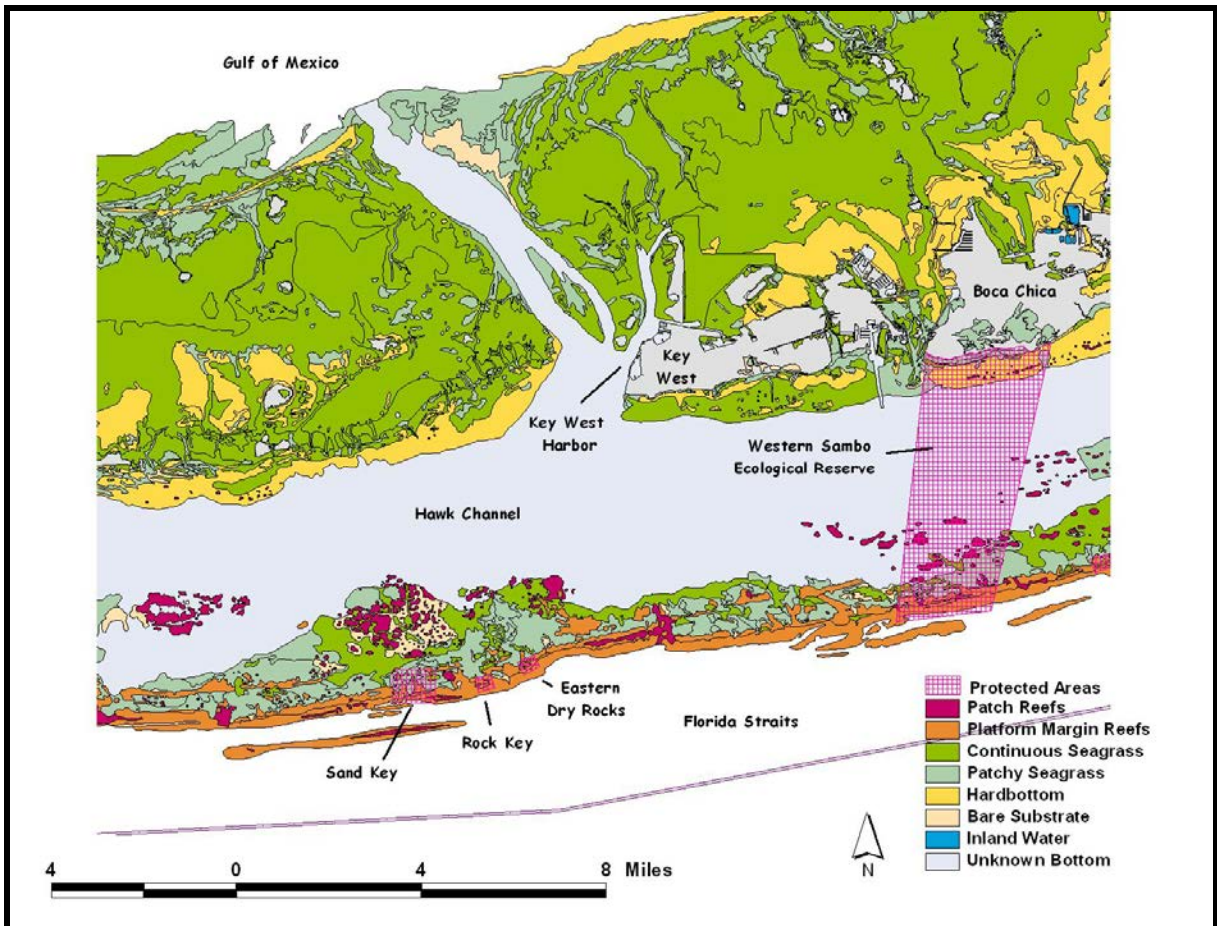 Gulf of Mexico
Boca Chica
Key
West
Key West
Harbor
Western Sambo
Ecological Reserve
Hawk Channel
Eastern
Dry Rocks
Rock Key
Sand Key
Florida Straits
Protected Areas
Patch Reefs
Platform Margin Reefs
Continuous Seagrass
Patchy Seagrass
Hardbottom
Bare Substrate
Inland Water
Unknown Bottom
N
4 0 4 8 Miles